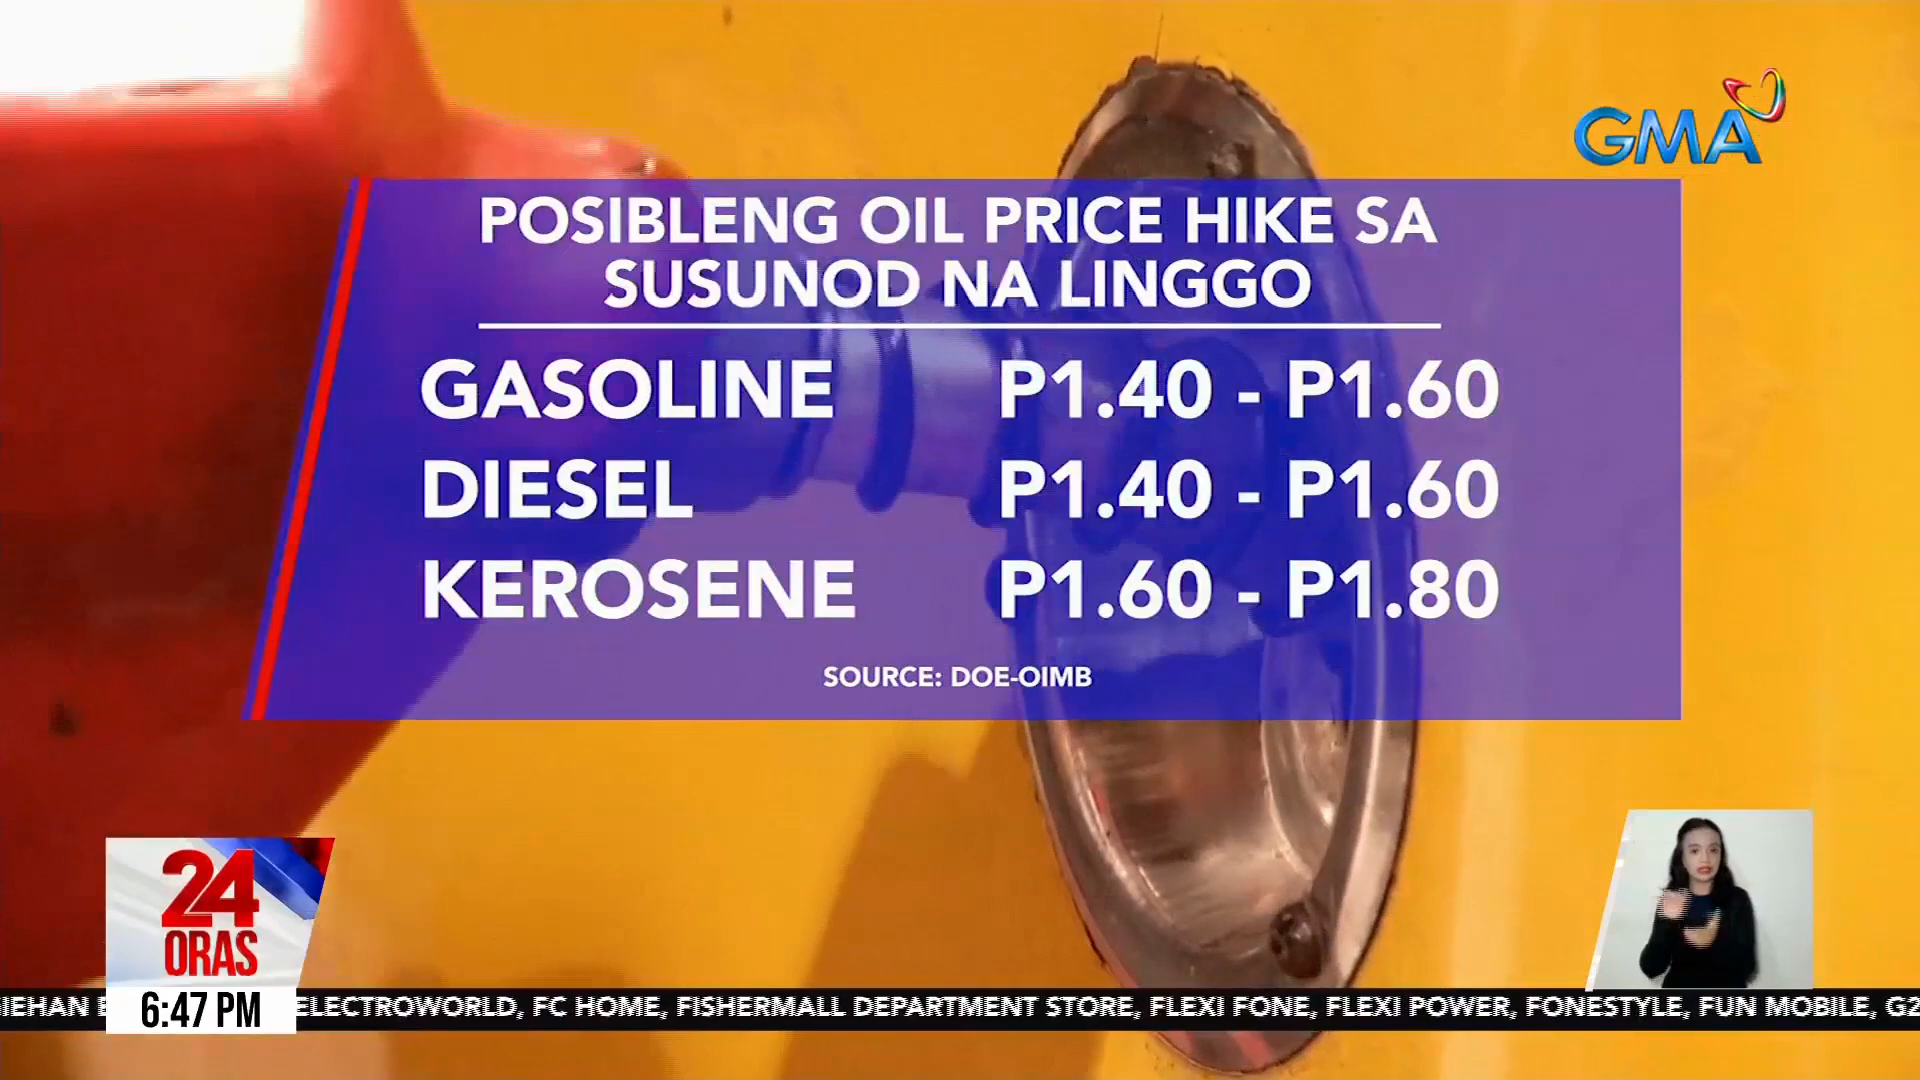 GMA
POSIBLENG OIL PRICE HIKE SA
SUSUNOD NA LINGGO
GASOLINE P1.40 - P1.60
DIESEL P1.40 - P1.60
KEROSENE P1.60 - P1.80
SOURCE: DOE-OIMB
24
ORAS
6:47 PM
ELECTROWORLD, FC HOME, FISHERMALL DEPARTMENT STORE, FLEXI FONE, FLEXI POWER, FONESTYLE, FUN MOBILE,